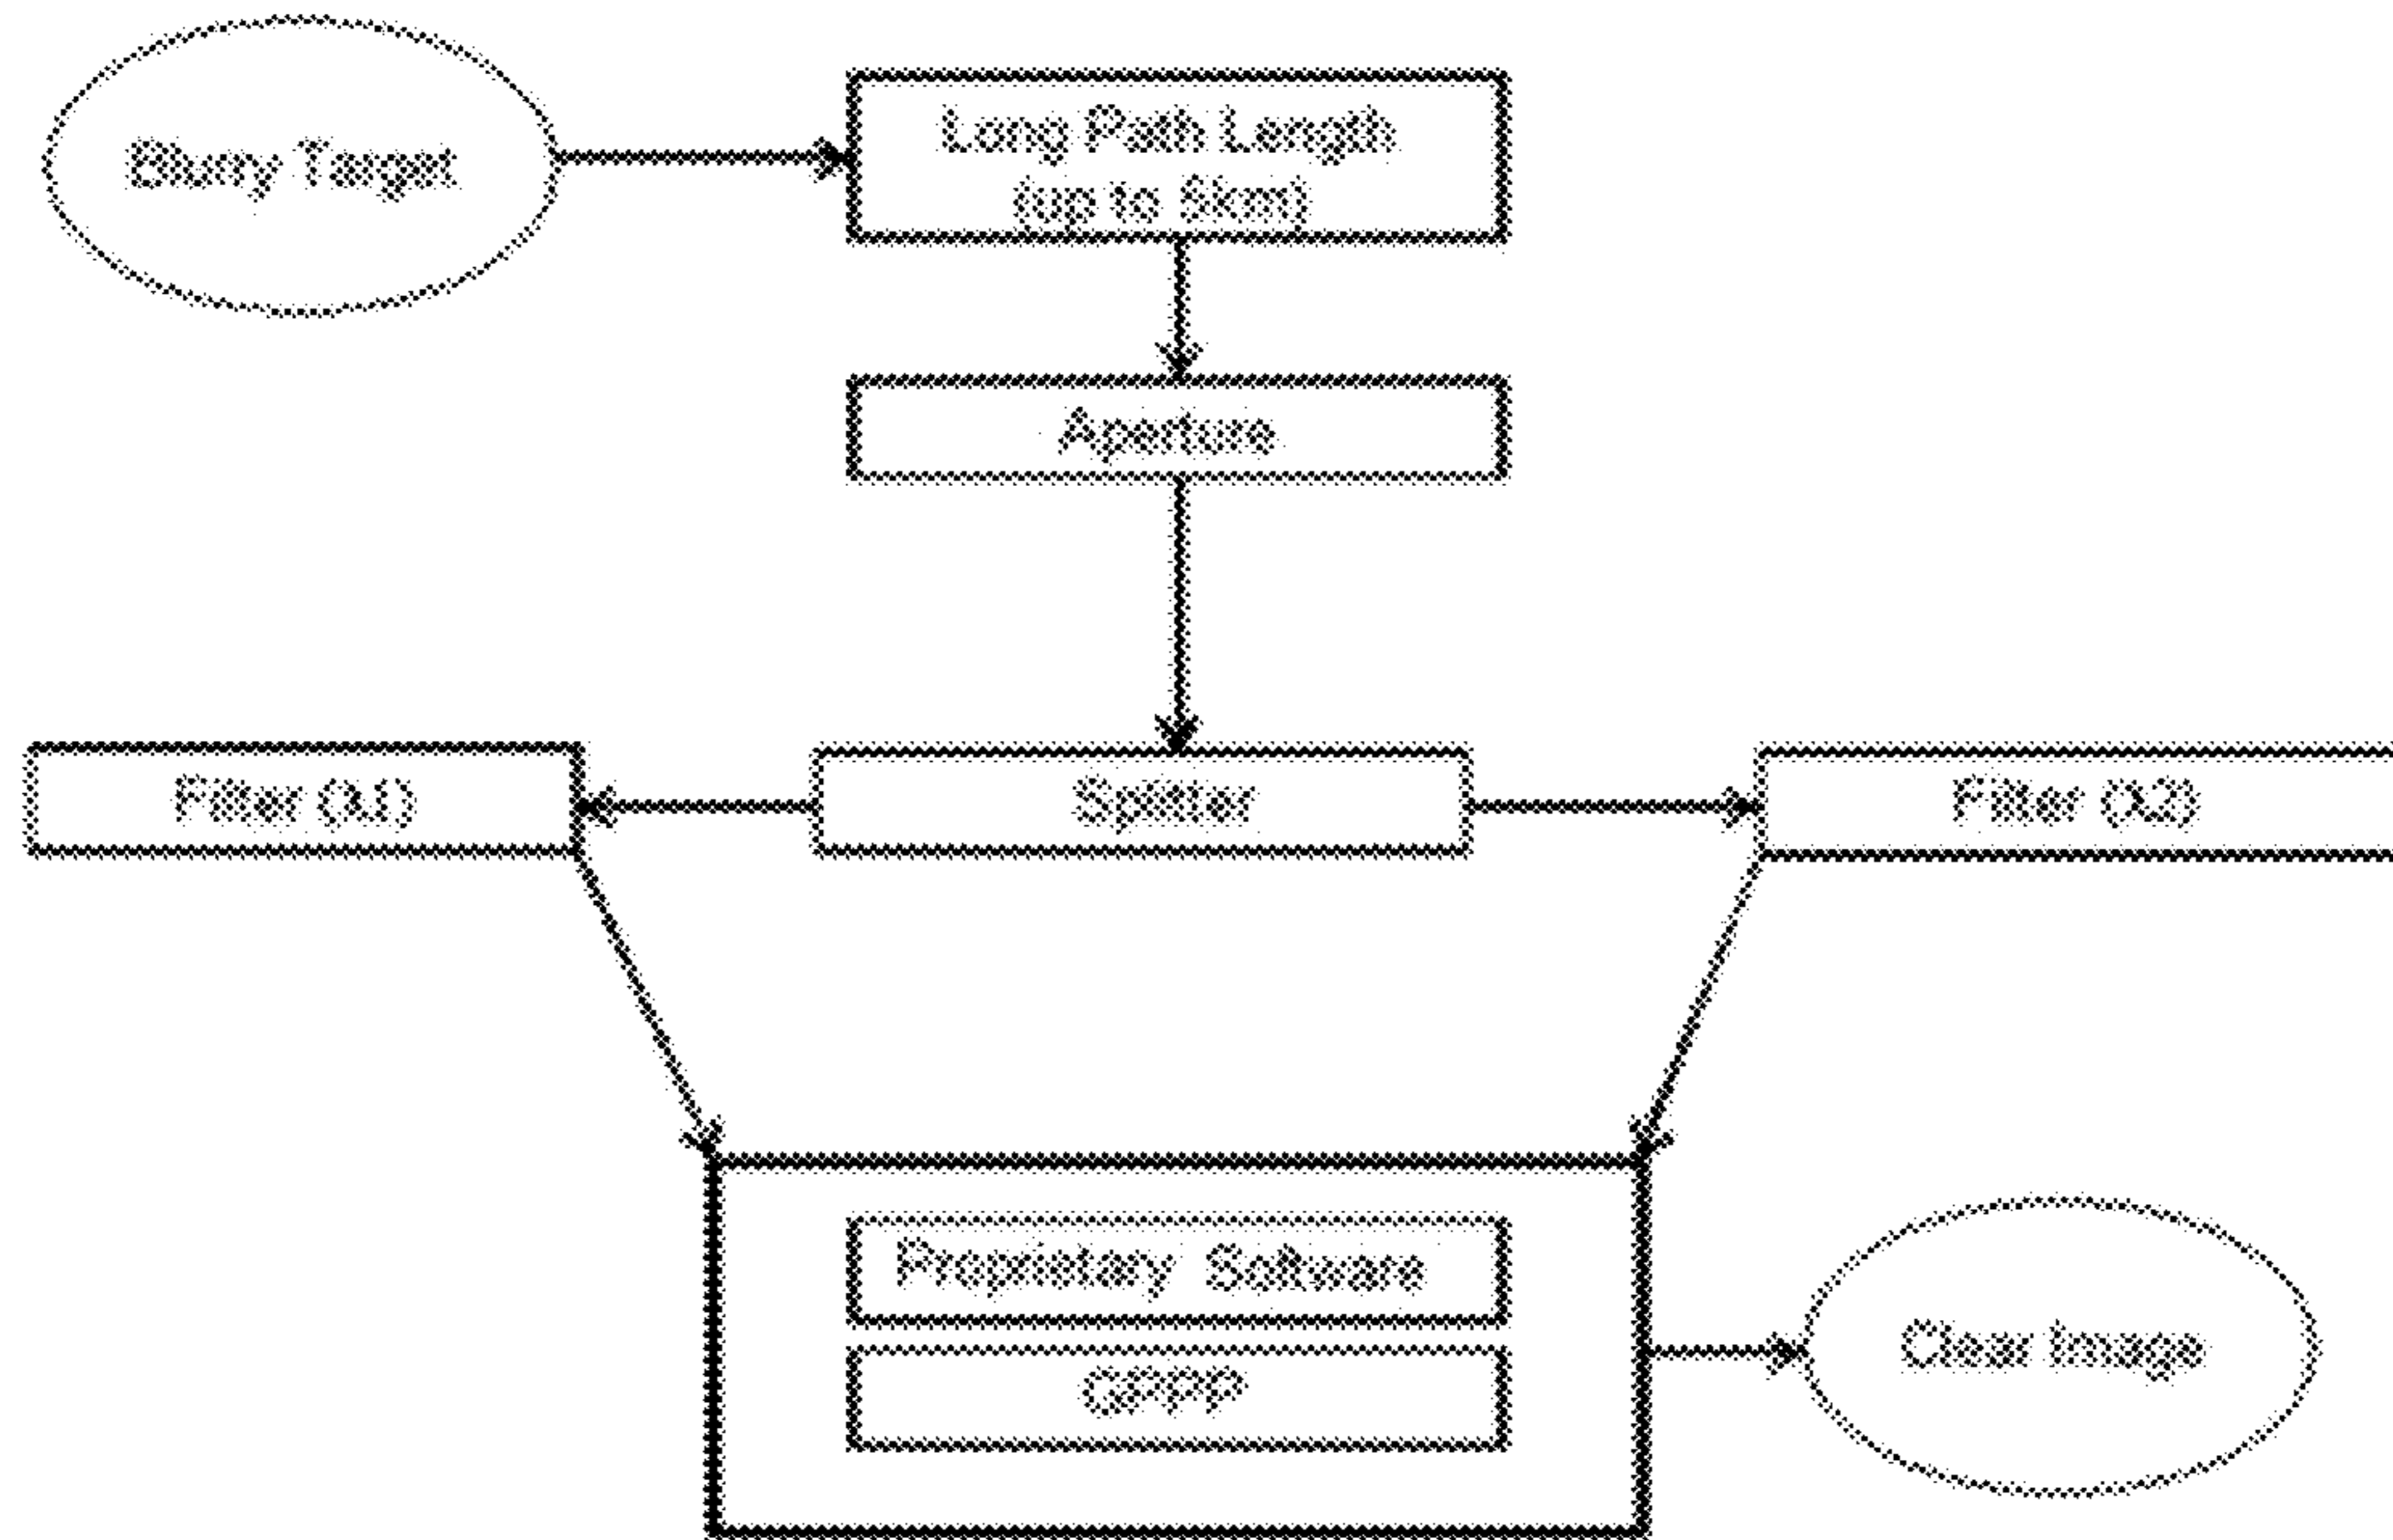 Blurry Target
Long Path Length
(up to 5km)
Aperture
Filter (λ1)
Splitter
Filter (λ2)
Proprietary Software
GPPP
Clear Image